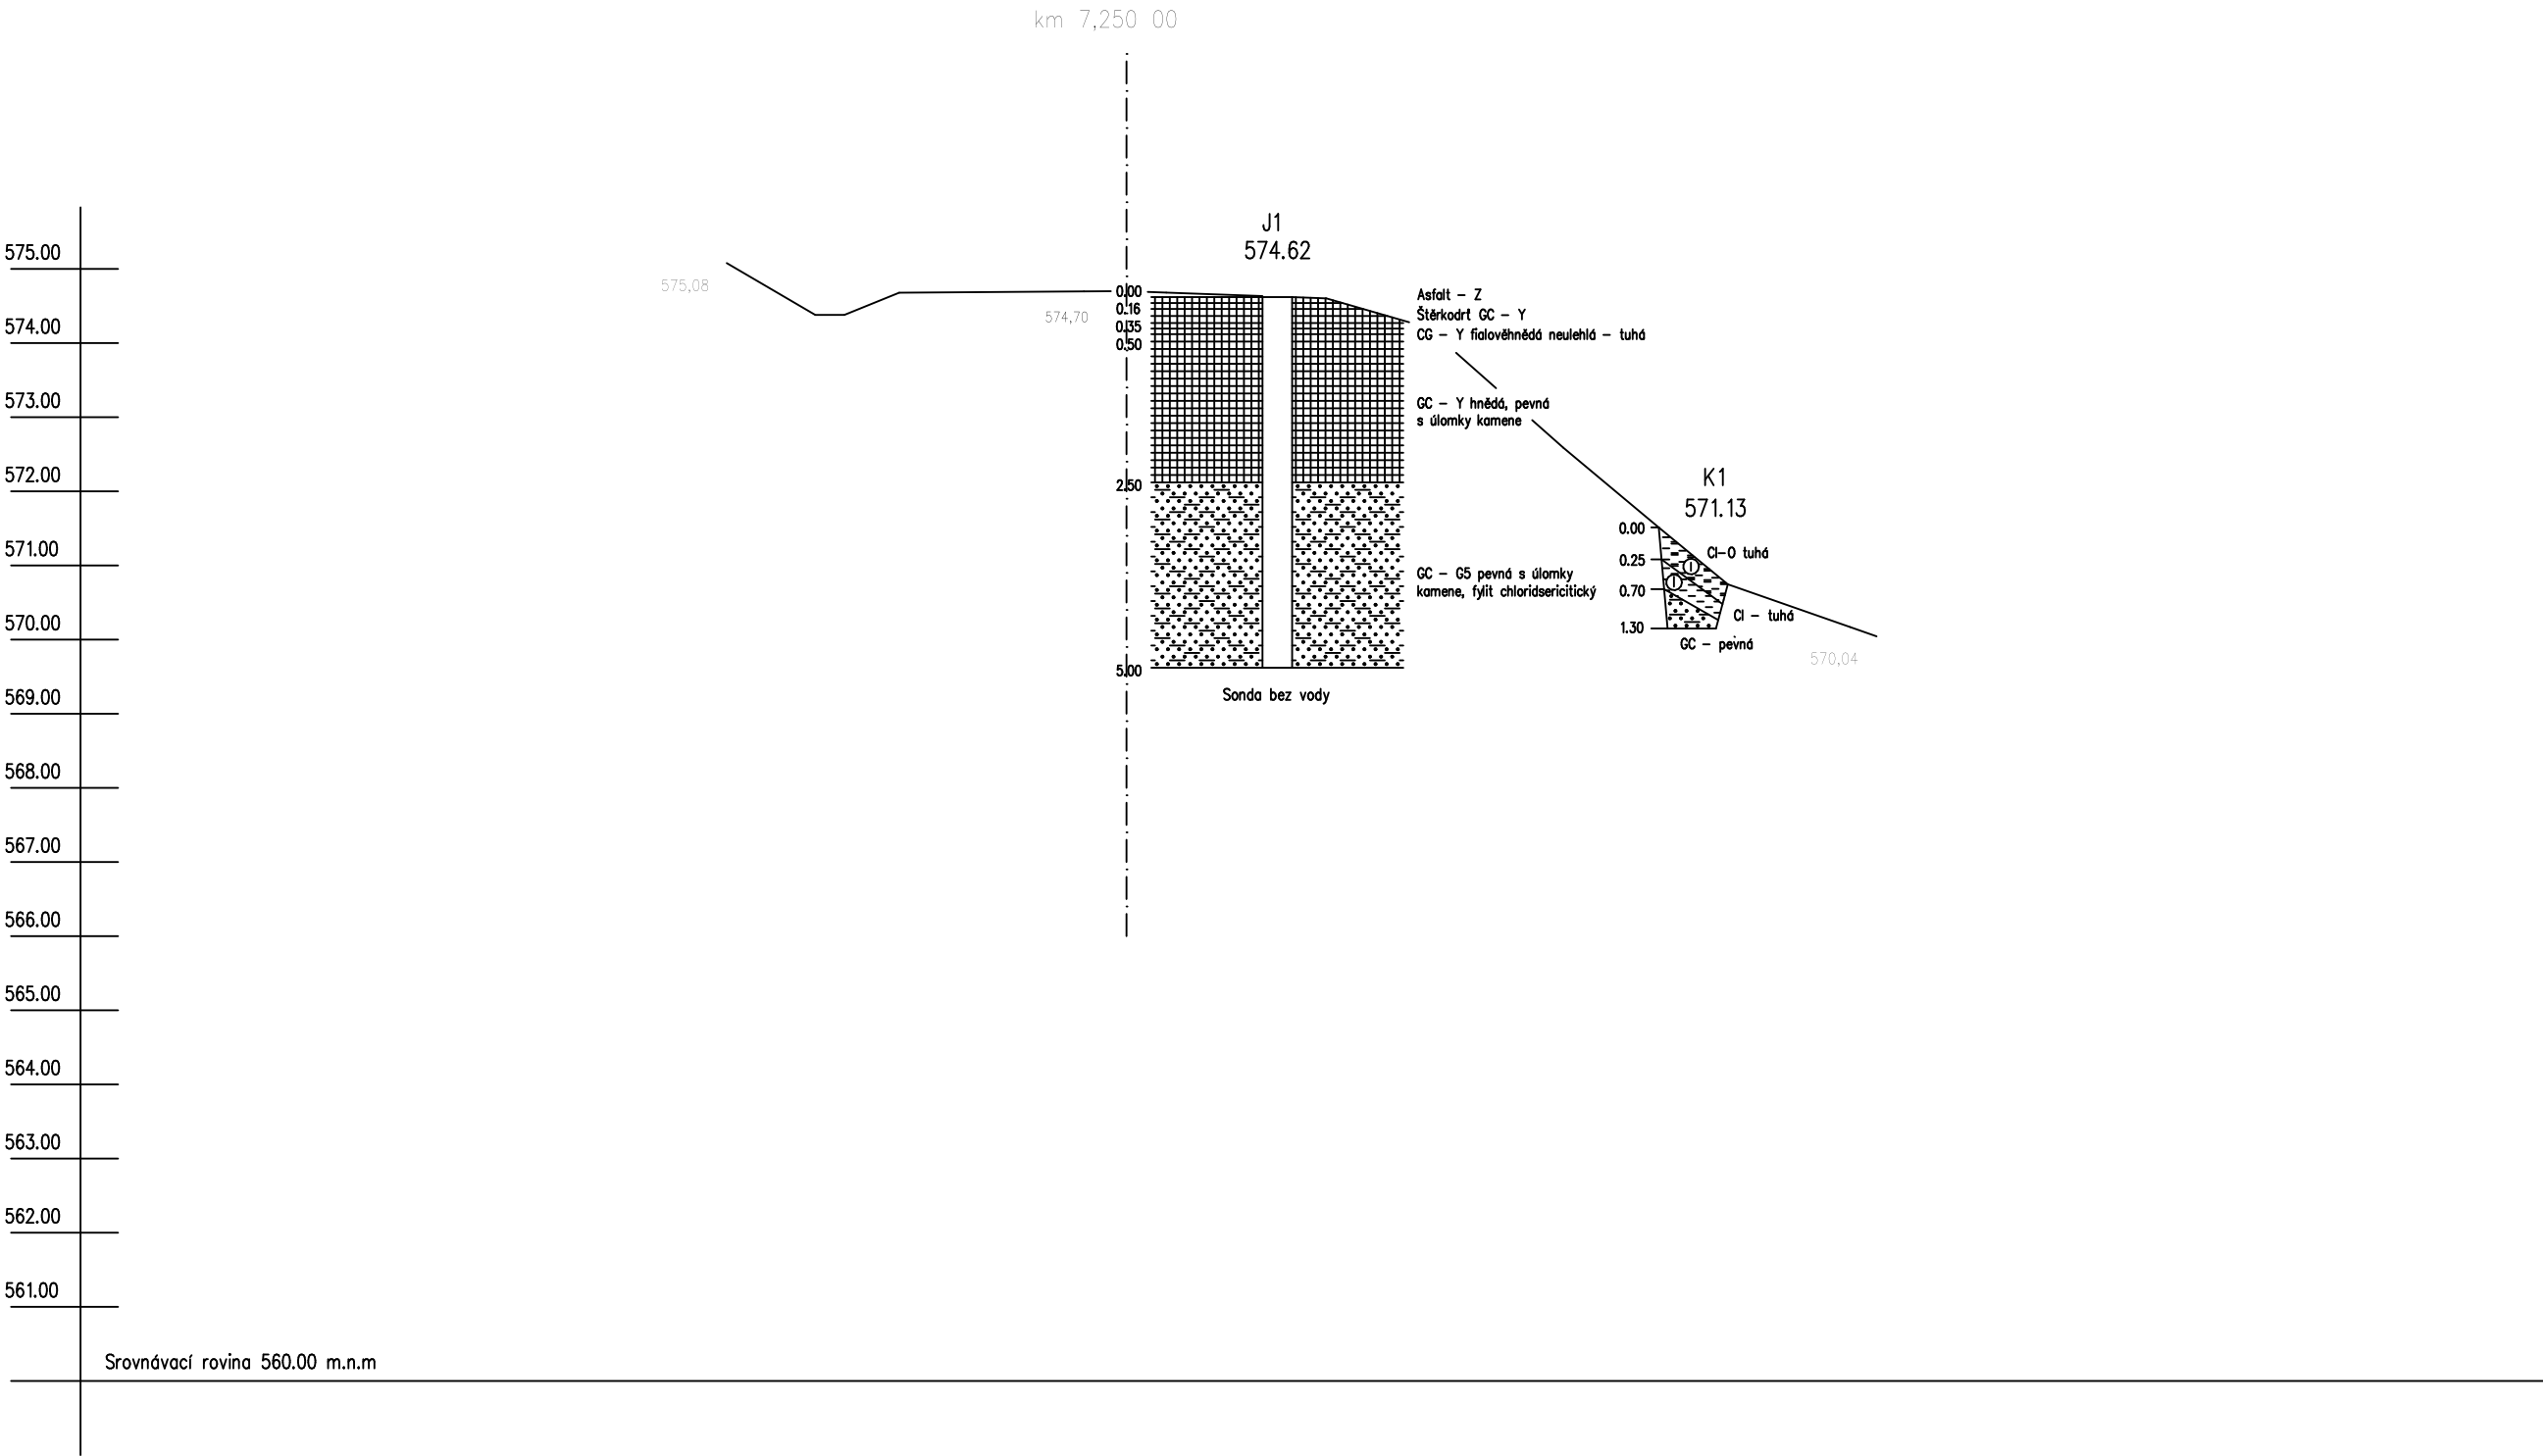 km 7,250 00
J1
574.62
575.00
574.00
573.00
572.00
571.00
570.00
569.00
568.00
567.00
566.00
565.00
564.00
563.00
562.00
561.00
Srovnávací rovina 560.00 m.n.m
575,08
574,70
0.00
0.16
0.35
0.50
2.50
5.00
Asfalt – Z
Štěrkodrť GC – Y
CG – Y fialověhnědá neulehlá – tuhá
GC – Y hnědá, pevná
s úlomky kamene
GC – G5 pevná s úlomky
kamene, fylit chloridsericitický
Sonda bez vody
K1
571.13
0.00
0.25
0.70
1.30
CI–O tuhá
CI – tuhá
GC – pevná
570,04